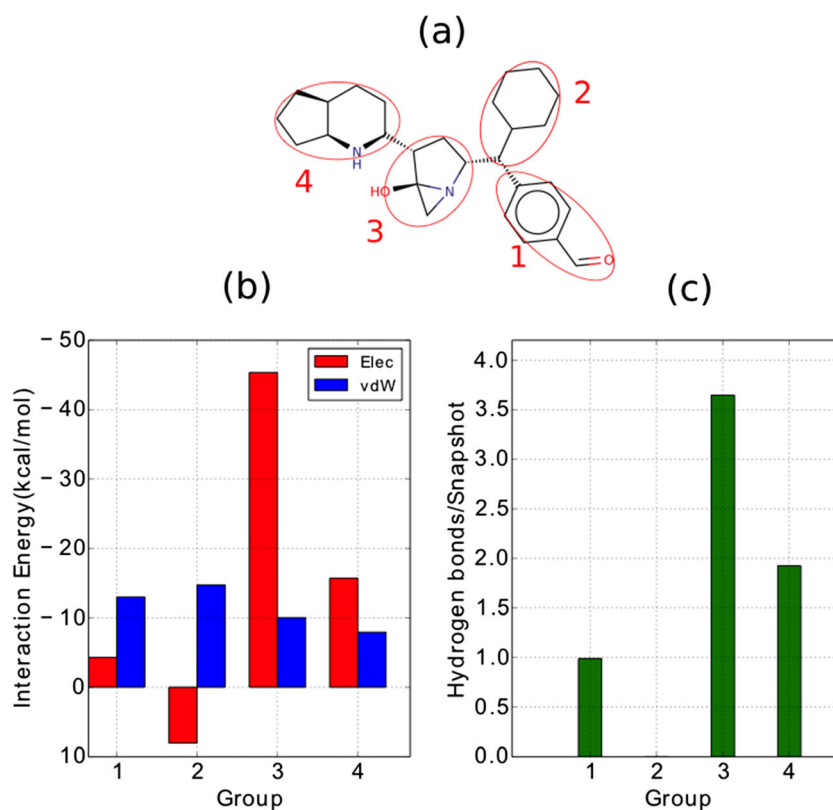 (a)
2
4
N
H
HO
N
3
1
O
(b)
(c)
Interaction Energy(kcal/mol)
− 50
− 40
− 30
− 20
− 10
0
10
Elec
vdW
1 2 3 4
Group
Hydrogen bonds/Snapshot
4.0
3.5
3.0
2.5
2.0
1.5
1.0
0.5
0.0
1 2 3 4
Group